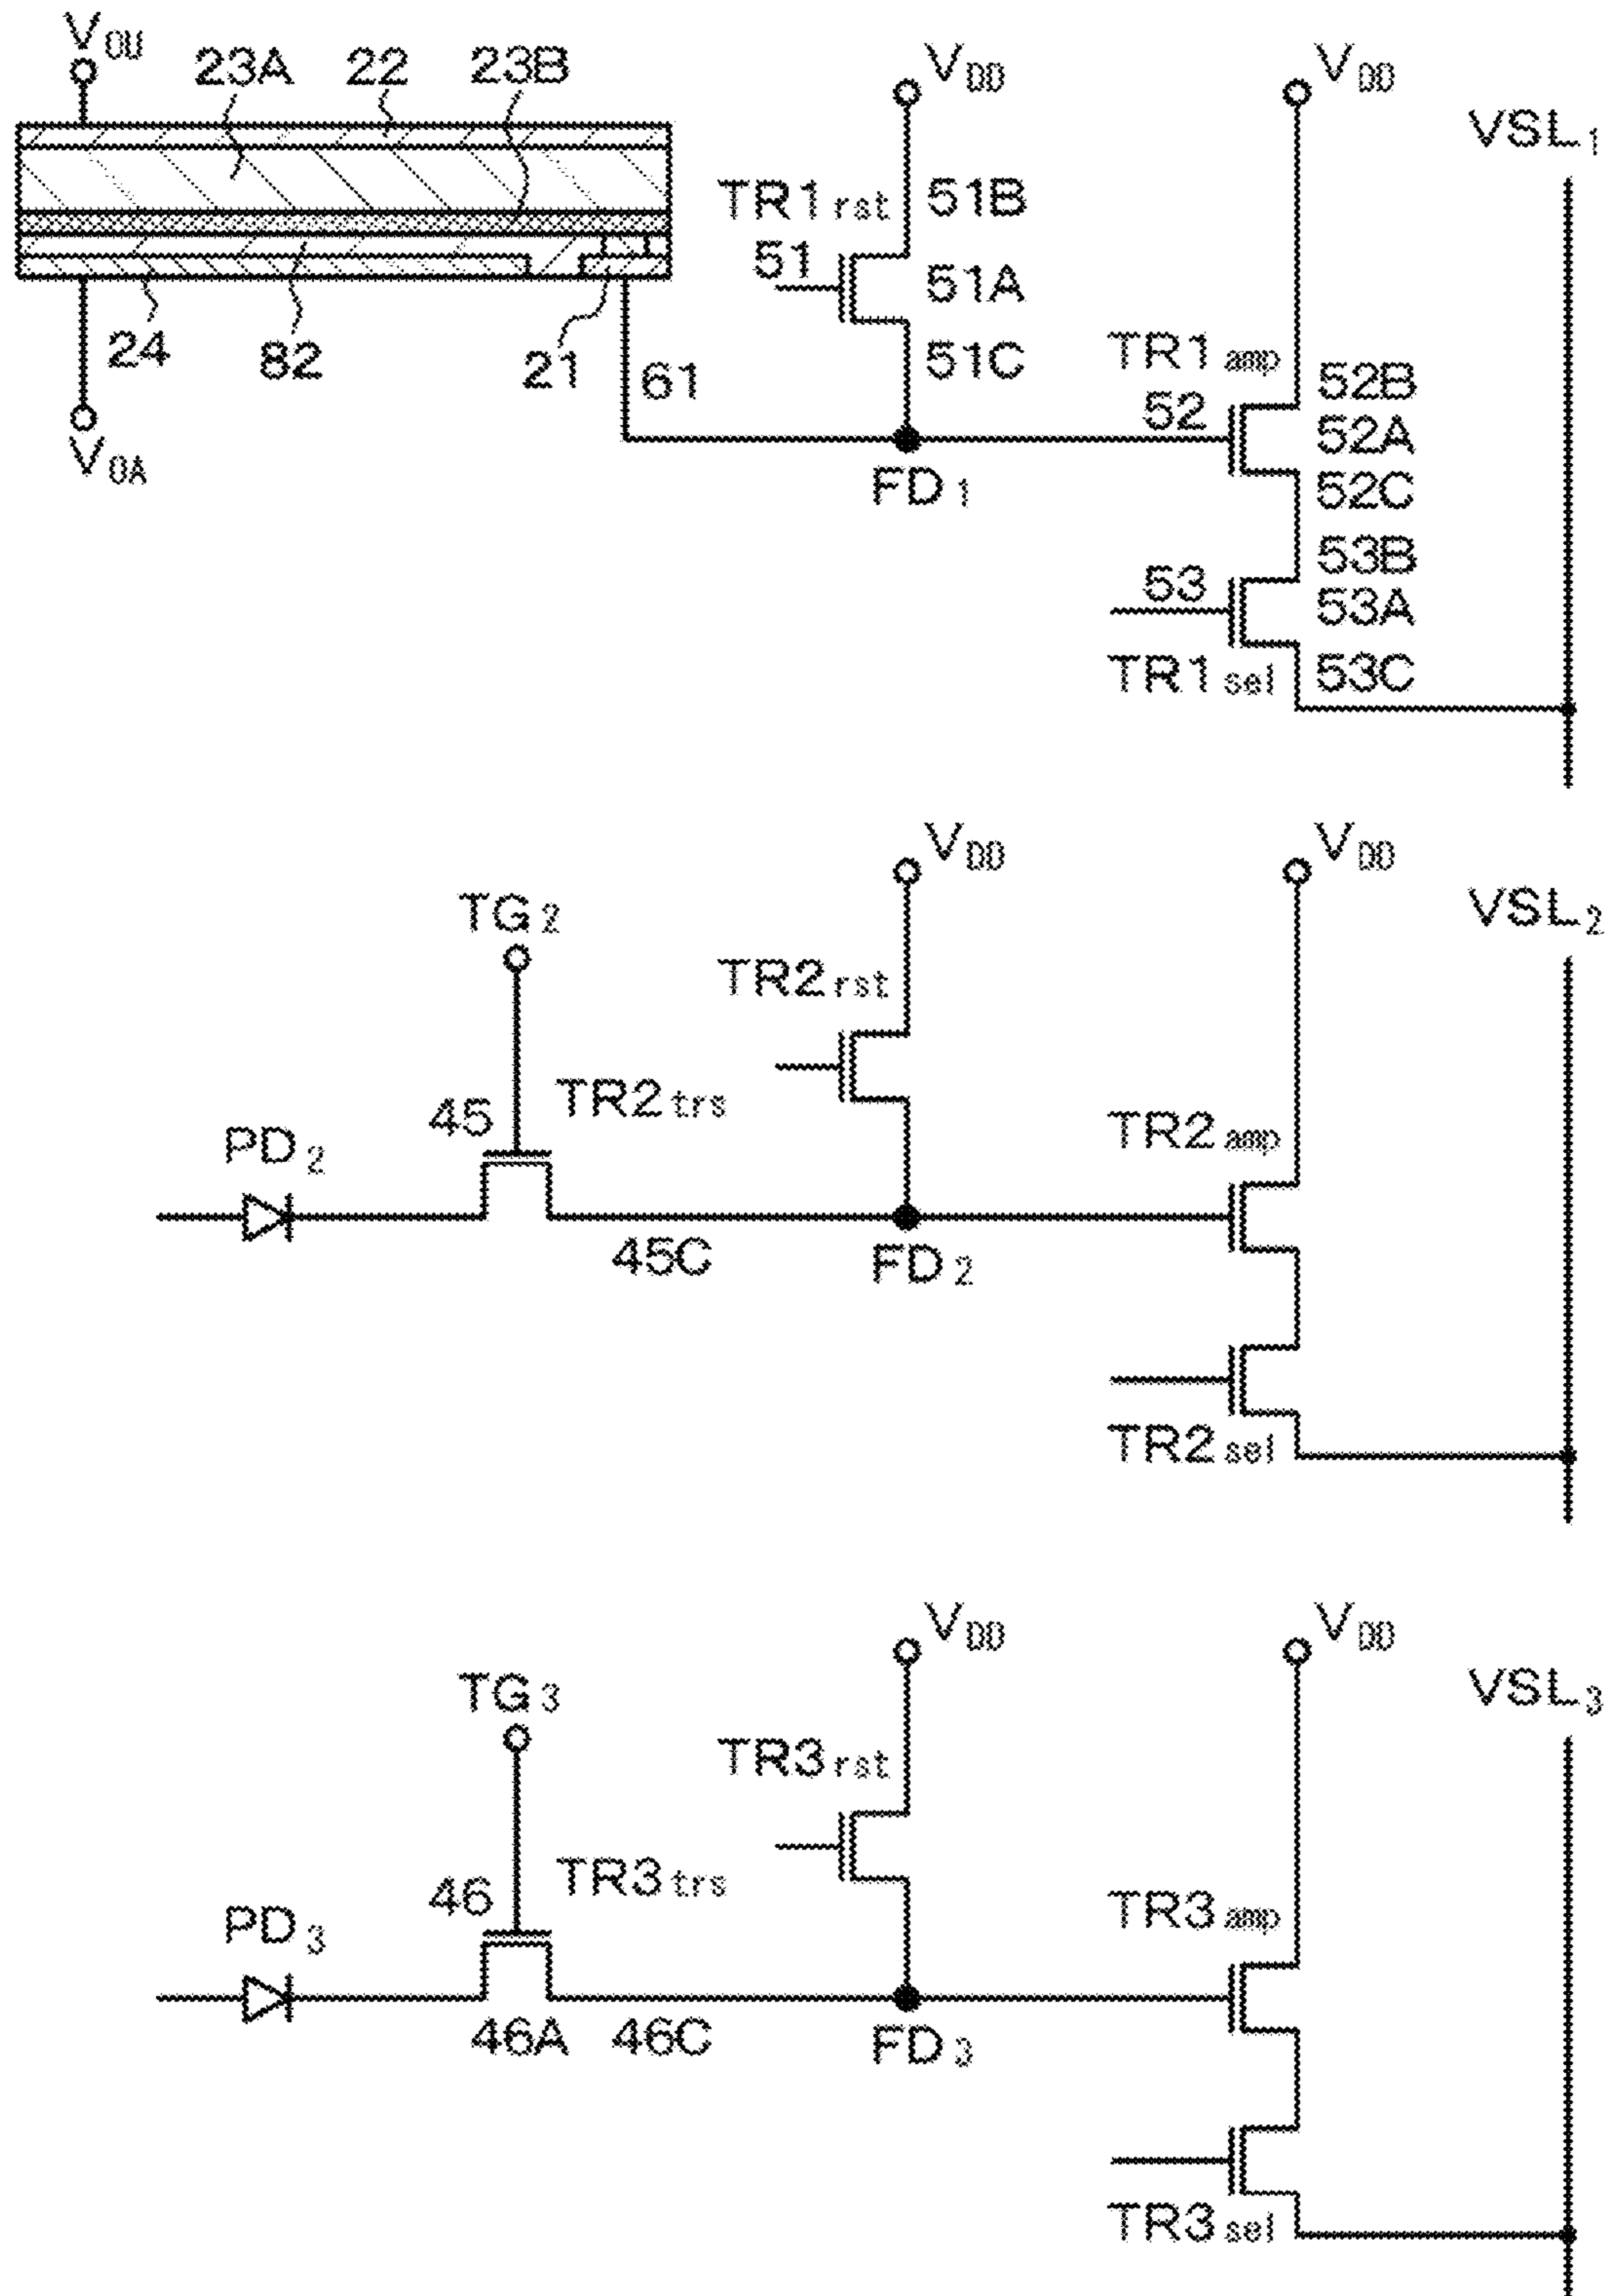 VOU
23A 22 23B
VDD VDD
VSL1
TR1rst 51B
51
51A
24 82 21 61
51C
TR1amp
52B
52
52A
VOA
FD1
52C
53B
53
53A
TR1sel 53C
VDD VDD
TG2
VSL2
TR2rst
45 TR2trs
PD2
TR2amp
45C
FD2
TR2sel
VDD VDD
TG3
VSL3
TR3rst
46 TR3trs
PD3
TR3amp
46A 46C
FD3
TR3sel